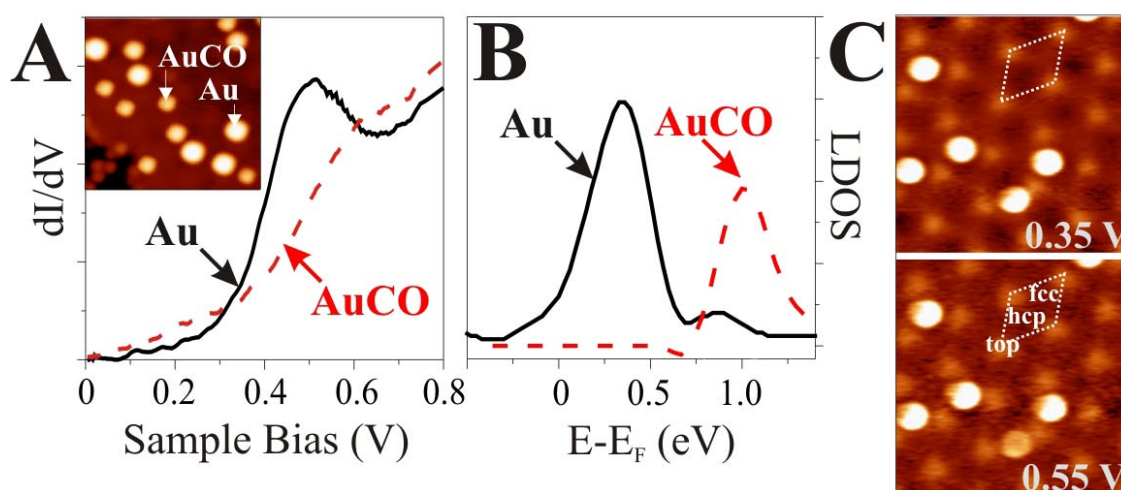 A
AuCO
Au
Au
AuCO
dI/dV
0 0.2 0.4 0.6 0.8
Sample Bias (V)
B
Au
AuCO
LDOS
0 0.5 1.0
E-E_F (eV)
C
0.35 V
fcc
hcp
top
0.55 V